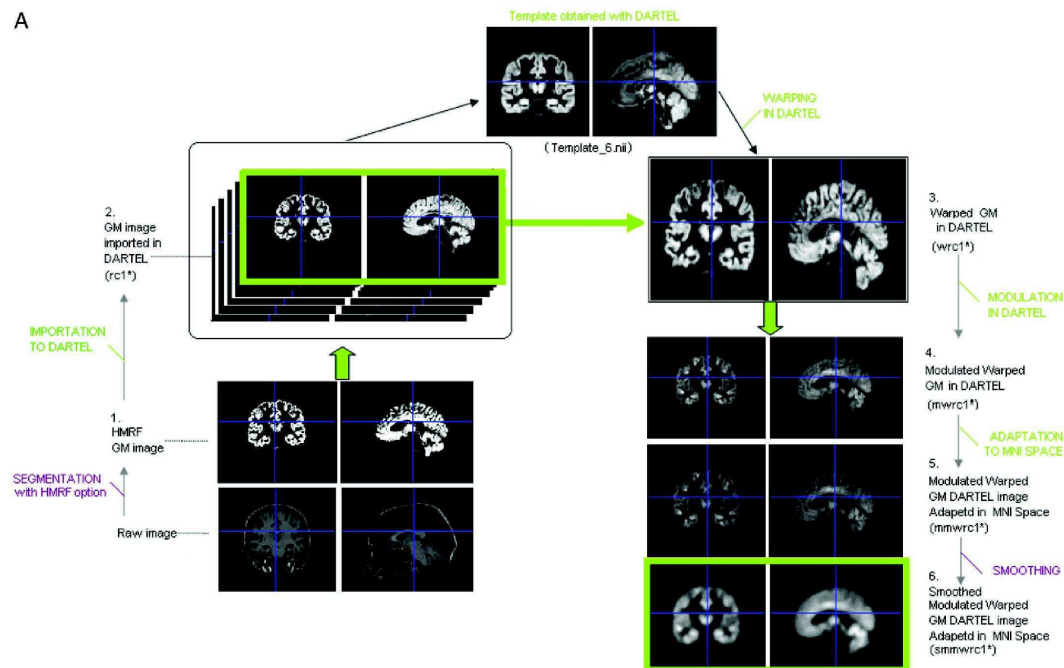 A
Template obtained with DARTEL
(Template_6.nii)
WARPING
IN DARTEL
2.
GM image
imported in
DARTEL
(rc1*)
IMPORTATION
TO DARTEL
1.
HMRF
GM image
SEGMENTATION
with HMRF option
Raw image
3.
Warped GM
in DARTEL
(wrc1*)
MODULATION
IN DARTEL
4.
Modulated Warped
GM in DARTEL
(mwrc1*)
ADAPTATION
TO MNI SPACE
5.
Modulated Warped
GM DARTEL image
Adapetd in MNI Space
(mmwrc1*)
SMOOTHING
6.
Smoothed
Modulated Warped
GM DARTEL image
Adapetd in MNI Space
(smmwrc1*)